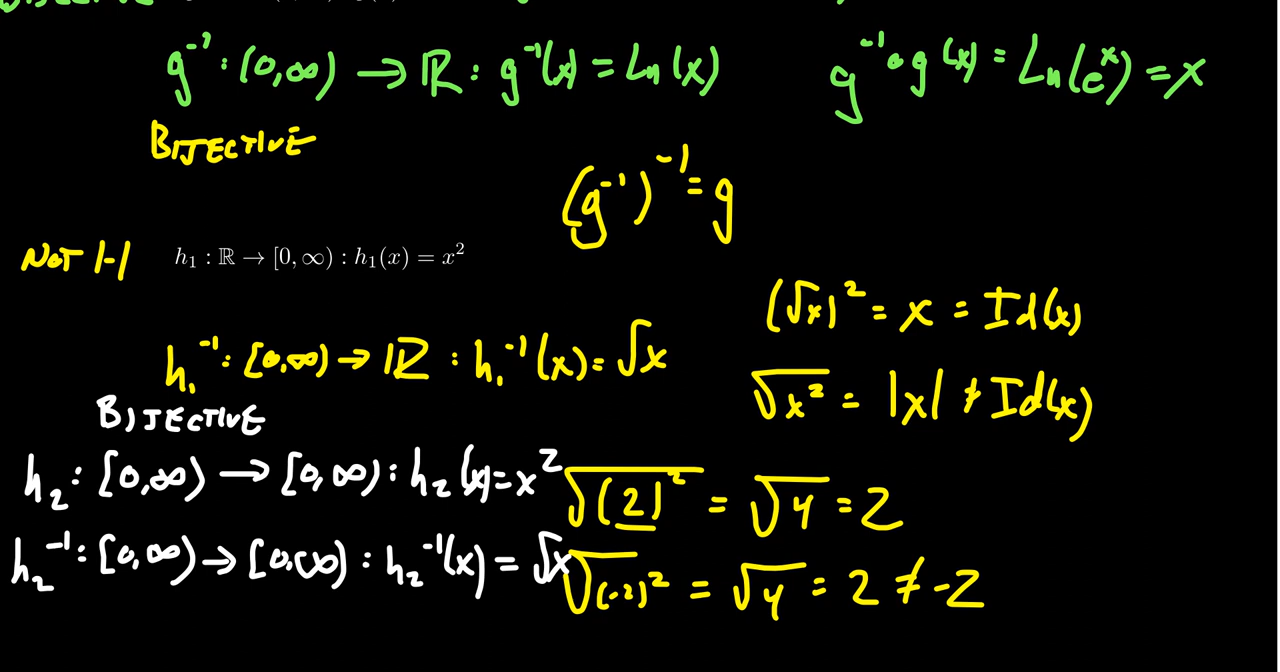 g⁻¹ : (0,∞) → ℝ : g⁻¹(x) = Ln(x)
g⁻¹∘g(x) = Ln(eˣ) = x
BIJECTIVE
(g⁻¹)⁻¹ = g
NOT 1-1
h₁ : ℝ → [0, ∞) : h₁(x) = x²
(√x)² = x = Id(x)
h₁⁻¹ : [0,∞) → ℝ : h₁⁻¹(x) = √x
√x² = |x| ≠ Id(x)
BIJECTIVE
h₂ : [0,∞) → [0,∞) : h₂(x) = x²
√(2)² = √4 = 2
h₂⁻¹ : [0,∞) → [0,∞) : h₂⁻¹(x) = √x
√(-2)² = √4 = 2 ≠ -2